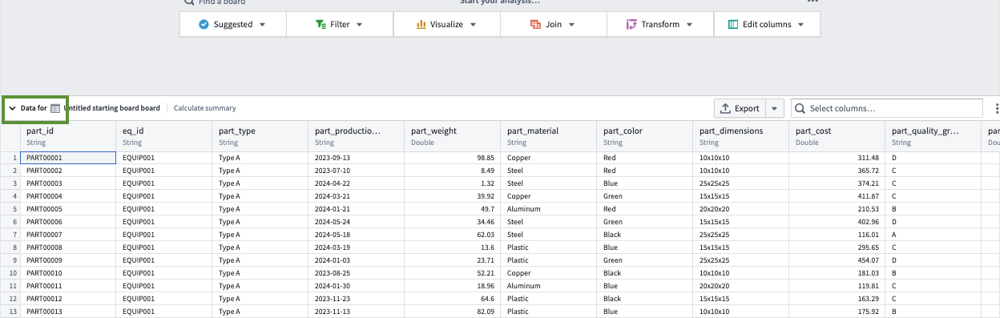 Find a board Start your analysis... ...
Suggested Filter Visualize Join Transform Edit columns
Data for Untitled starting board board Calculate summary Export Select columns...
part_id eq_id part_type part_productio... part_weight part_material part_color part_dimensions part_cost part_quality_gr... par
String String String String Double String String String Double String Dou
1 PART00001 EQUIP001 Type A 2023-09-13 98.85 Copper Red 10x10x10 311.48 D
2 PART00002 EQUIP001 Type A 2023-07-10 8.49 Steel Red 10x10x10 365.72 C
3 PART00003 EQUIP001 Type A 2024-04-22 1.32 Steel Blue 25x25x25 374.21 C
4 PART00004 EQUIP001 Type A 2024-03-21 39.92 Copper Green 15x15x15 411.87 C
5 PART00005 EQUIP001 Type A 2024-01-21 49.7 Aluminum Red 20x20x20 210.53 B
6 PART00006 EQUIP001 Type A 2024-05-24 34.46 Steel Green 15x15x15 402.96 D
7 PART00007 EQUIP001 Type A 2024-05-18 62.03 Steel Black 25x25x25 116.01 A
8 PART00008 EQUIP001 Type A 2024-03-19 13.6 Plastic Blue 15x15x15 295.65 C
9 PART00009 EQUIP001 Type A 2024-01-03 23.71 Plastic Green 25x25x25 454.07 D
10 PART00010 EQUIP001 Type A 2023-08-25 52.21 Copper Black 10x10x10 181.03 B
11 PART00011 EQUIP001 Type A 2024-01-30 18.96 Aluminum Blue 20x20x20 119.81 C
12 PART00012 EQUIP001 Type A 2023-11-23 64.6 Plastic Black 15x15x15 163.29 C
13 PART00013 EQUIP001 Type A 2023-11-13 82.09 Plastic Blue 10x10x10 175.92 B